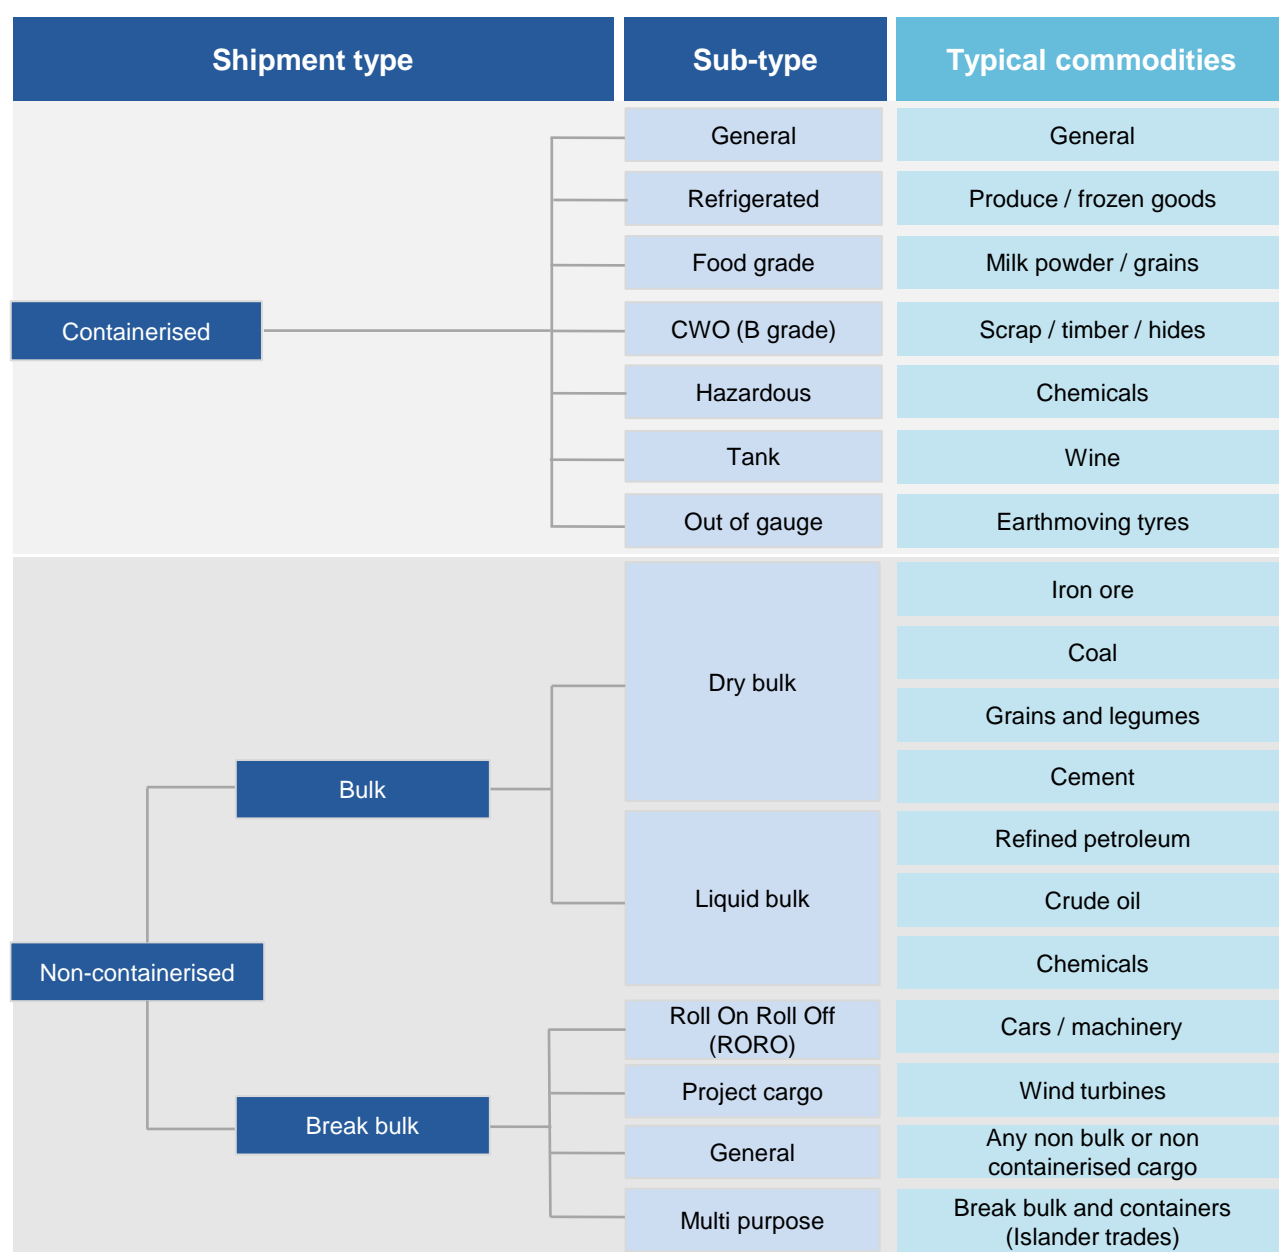 Shipment type
Sub-type
Typical commodities
General
General
Refrigerated
Produce / frozen goods
Food grade
Milk powder / grains
Containerised
CWO (B grade)
Scrap / timber / hides
Hazardous
Chemicals
Tank
Wine
Out of gauge
Earthmoving tyres
Iron ore
Coal
Dry bulk
Grains and legumes
Bulk
Cement
Refined petroleum
Liquid bulk
Crude oil
Non-containerised
Chemicals
Roll On Roll Off
(RORO)
Cars / machinery
Project cargo
Wind turbines
Break bulk
General
Any non bulk or non
containerised cargo
Multi purpose
Break bulk and containers
(Islander trades)